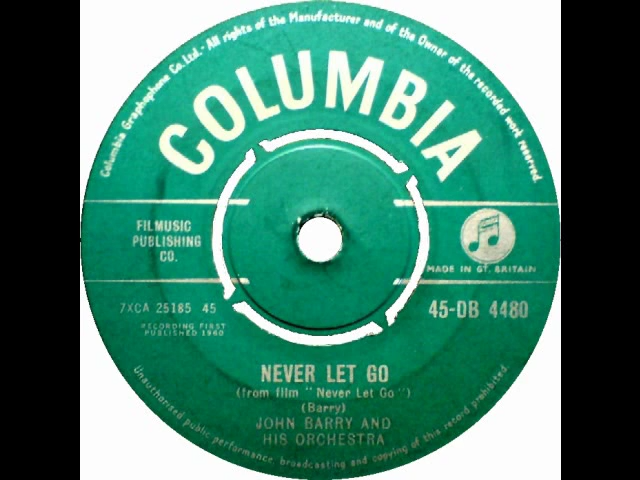 Columbia Graphophone Co. Ltd. - All rights of the Manufacturer and of the Owner of the recorded work reserved.
COLUMBIA
FILMUSIC
PUBLISHING
CO.
MADE IN GT. BRITAIN
7XCA 25185 45
45-DB 4480
RECORDING FIRST
PUBLISHED 1960
NEVER LET GO
(from film "Never Let Go")
(Barry)
JOHN BARRY AND
HIS ORCHESTRA
Unauthorised public performance, broadcasting and copying of this record prohibited.